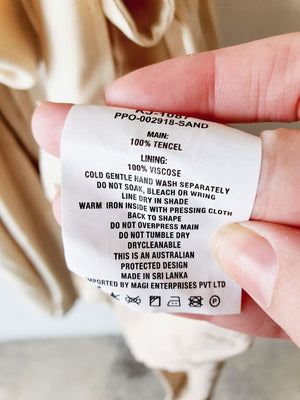 PPO-002918-SAND
MAIN:
100% TENCEL
LINING:
100% VISCOSE
COLD GENTLE HAND WASH SEPARATELY
DO NOT SOAK, BLEACH OR WRING
LINE DRY IN SHADE
WARM IRON INSIDE WITH PRESSING CLOTH
BACK TO SHAPE
DO NOT OVERPRESS MAIN
DO NOT TUMBLE DRY
DRYCLEANABLE
THIS IS AN AUSTRALIAN
PROTECTED DESIGN
MADE IN SRI LANKA
IMPORTED BY MAGI ENTERPRISES PVT LTD